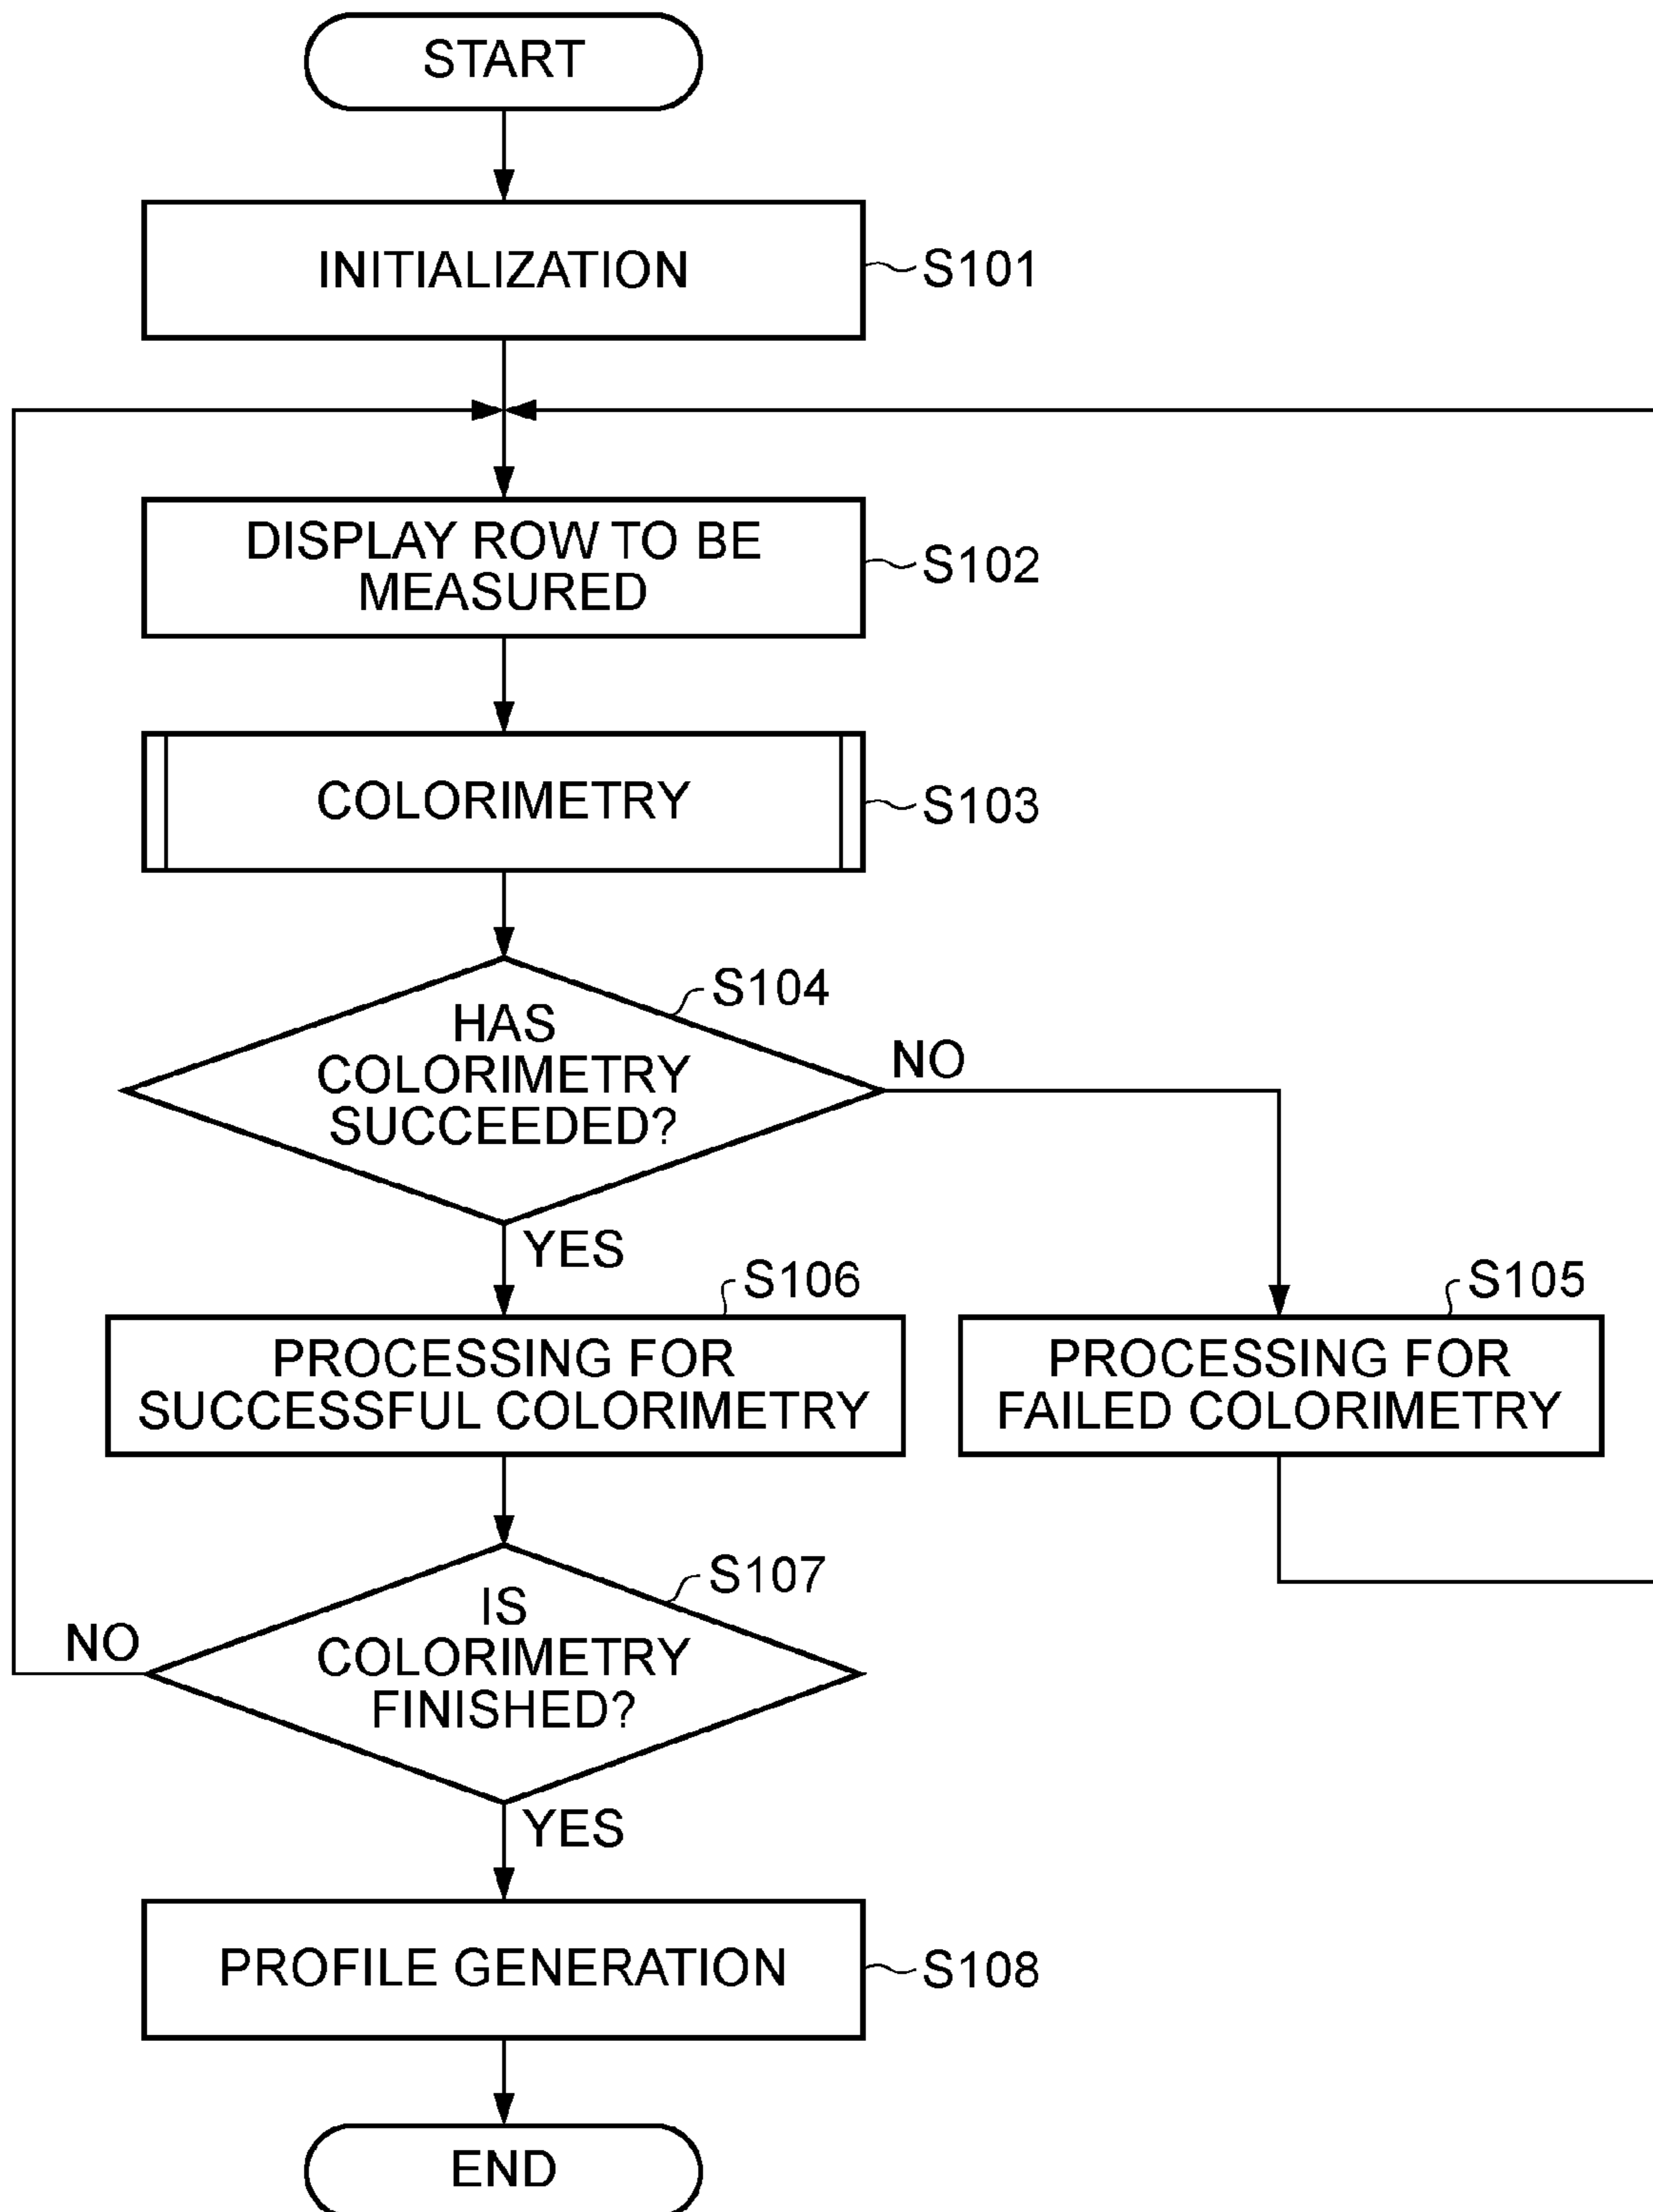 START
INITIALIZATION
S101
DISPLAY ROW TO BE
MEASURED
S102
COLORIMETRY
S103
S104
HAS
COLORIMETRY
SUCCEEDED?
NO
YES
S106
PROCESSING FOR
SUCCESSFUL COLORIMETRY
S105
PROCESSING FOR
FAILED COLORIMETRY
S107
IS
COLORIMETRY
FINISHED?
NO
YES
PROFILE GENERATION
S108
END